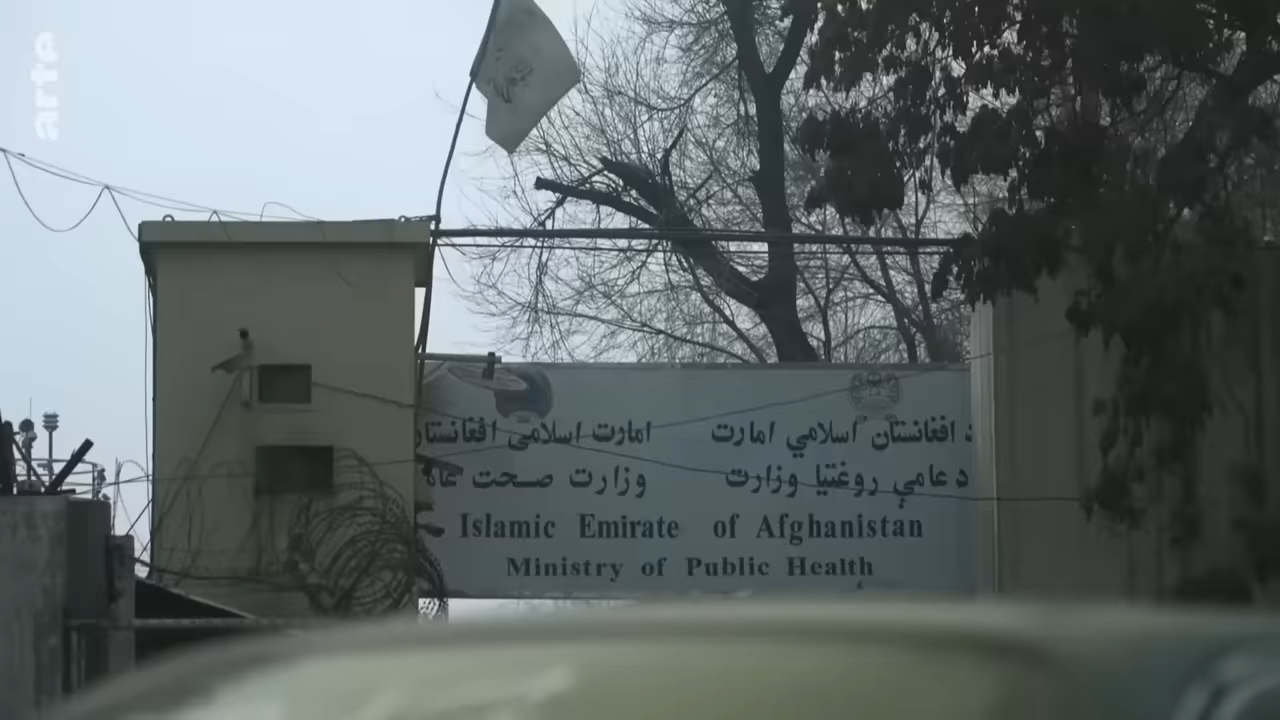 arte
امارت اسلامی افغانستان
د افغانستان اسلامي امارت
وزارت صحت عامه
د عامې روغتیا وزارت
Islamic Emirate of Afghanistan
Ministry of Public Health